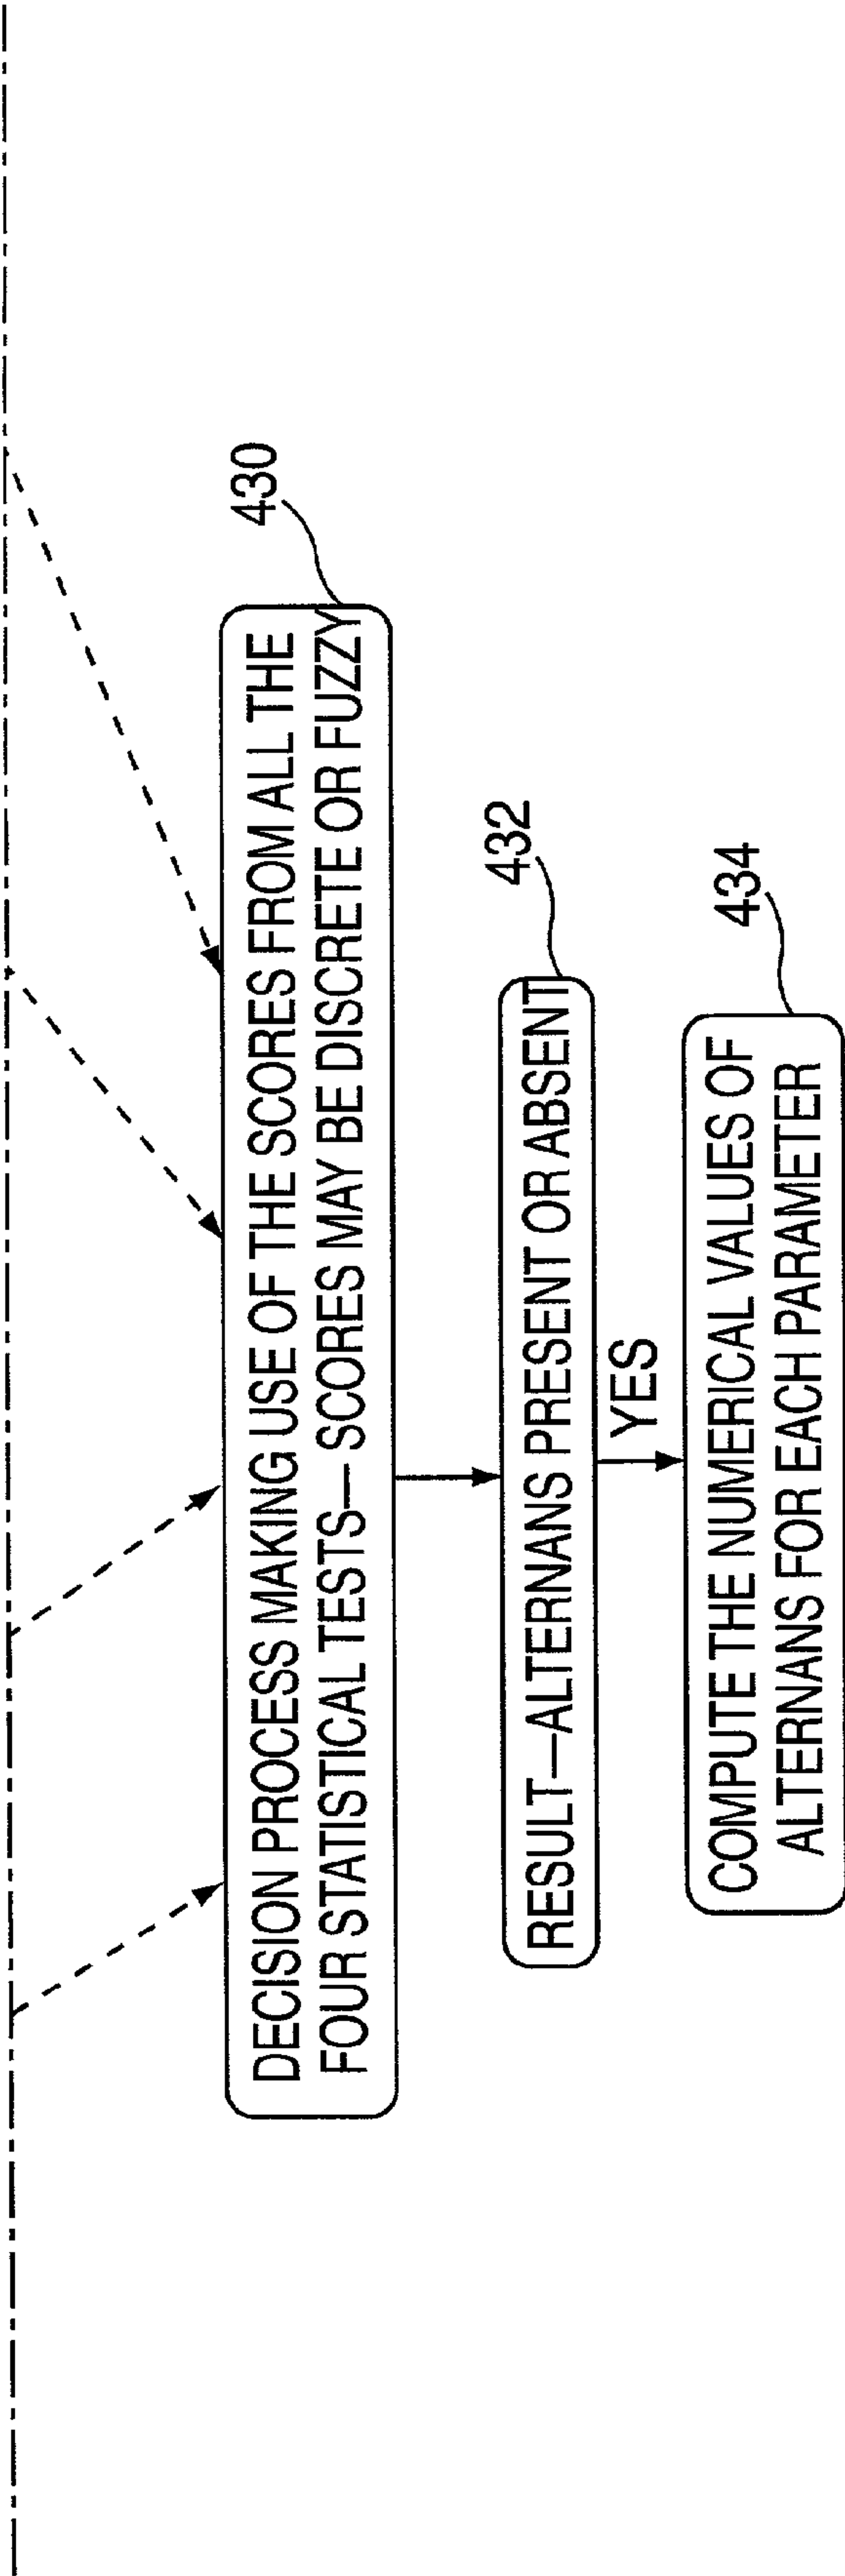 430
DECISION PROCESS MAKING USE OF THE SCORES FROM ALL THE
FOUR STATISTICAL TESTS—SCORES MAY BE DISCRETE OR FUZZY
432
RESULT—ALTERNANS PRESENT OR ABSENT
YES
434
COMPUTE THE NUMERICAL VALUES OF
ALTERNANS FOR EACH PARAMETER